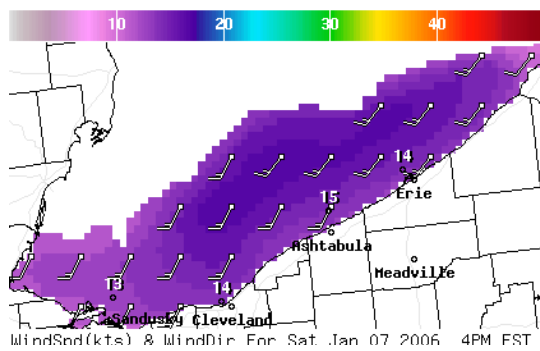 10 20 30 40
14
Erie
15
Ashtabula
Meadville
13
14
Sandusky Cleveland
WindSpd(kts) & WindDir For Sat Jan 07 2006 4PM EST